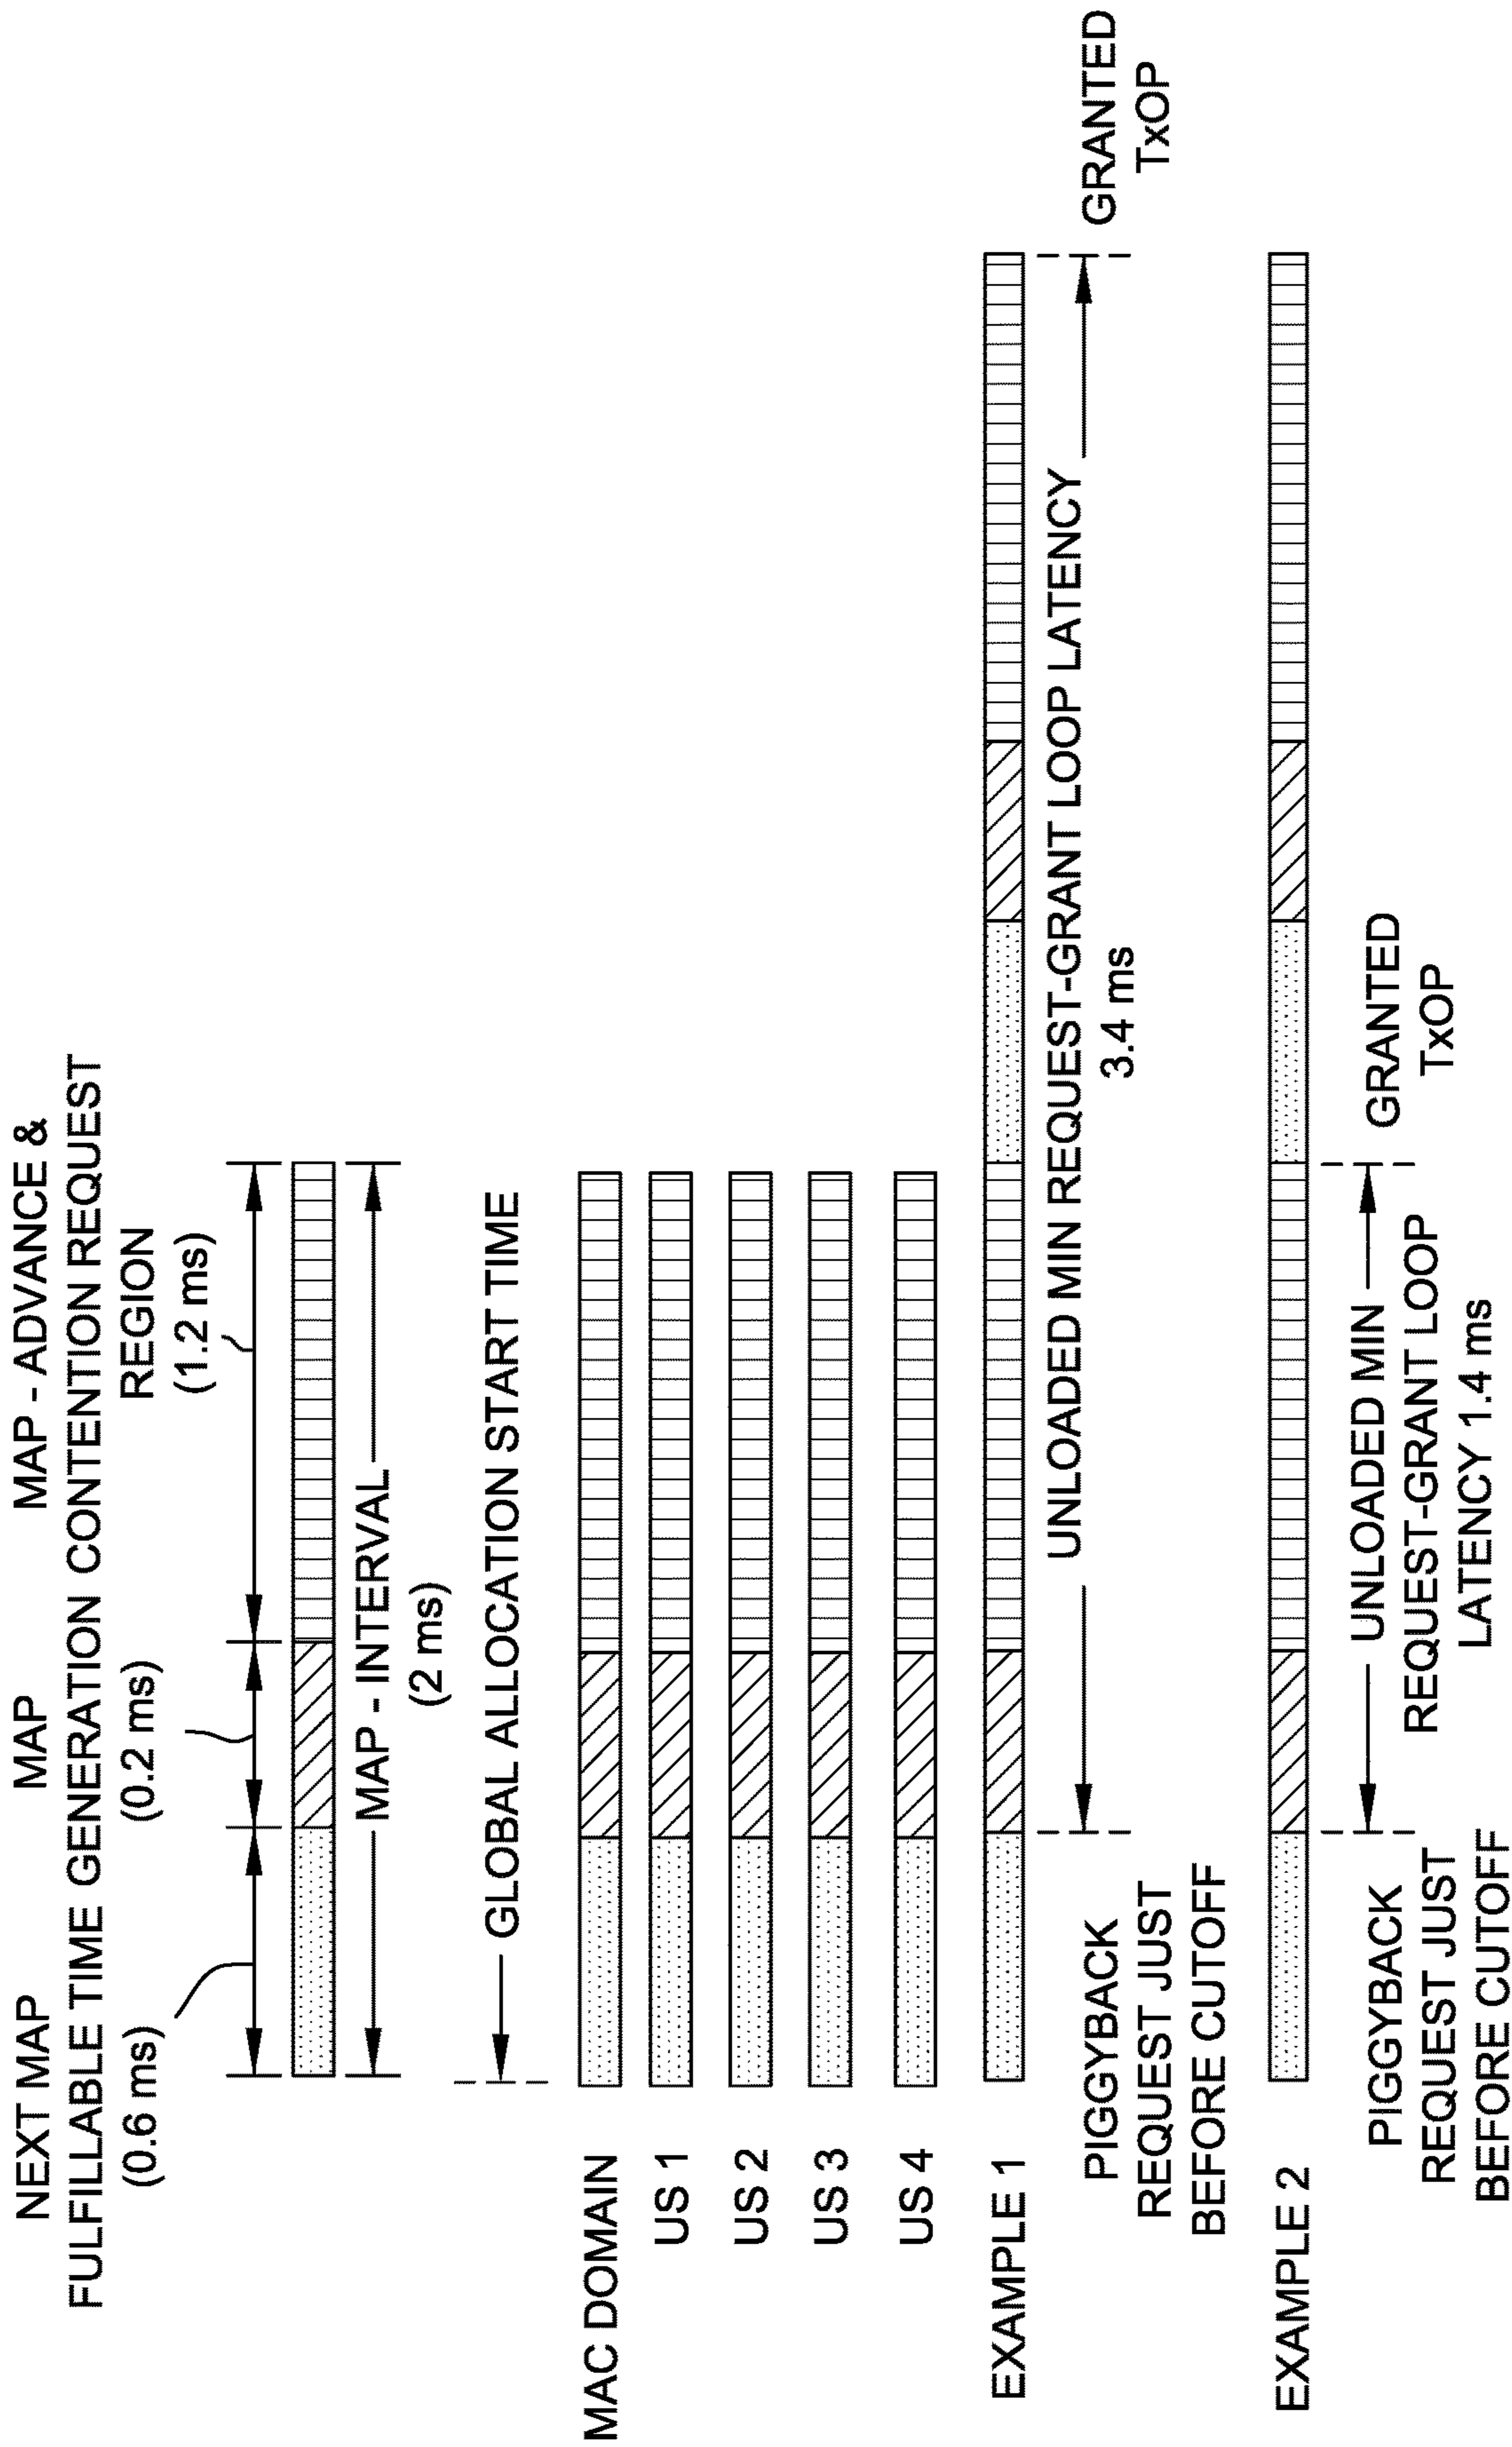 NEXT MAP
FULFILLABLE TIME
(0.6 ms)
MAP
GENERATION
(0.2 ms)
MAP - ADVANCE &
CONTENTION REQUEST
REGION
(1.2 ms)
MAP - INTERVAL
(2 ms)
GLOBAL ALLOCATION START TIME
MAC DOMAIN
US 1
US 2
US 3
US 4
EXAMPLE 1
PIGGYBACK
REQUEST JUST
BEFORE CUTOFF
UNLOADED MIN REQUEST-GRANT LOOP LATENCY
3.4 ms
GRANTED
TxOP
EXAMPLE 2
PIGGYBACK
REQUEST JUST
BEFORE CUTOFF
UNLOADED MIN
REQUEST-GRANT LOOP
LATENCY 1.4 ms
GRANTED
TxOP